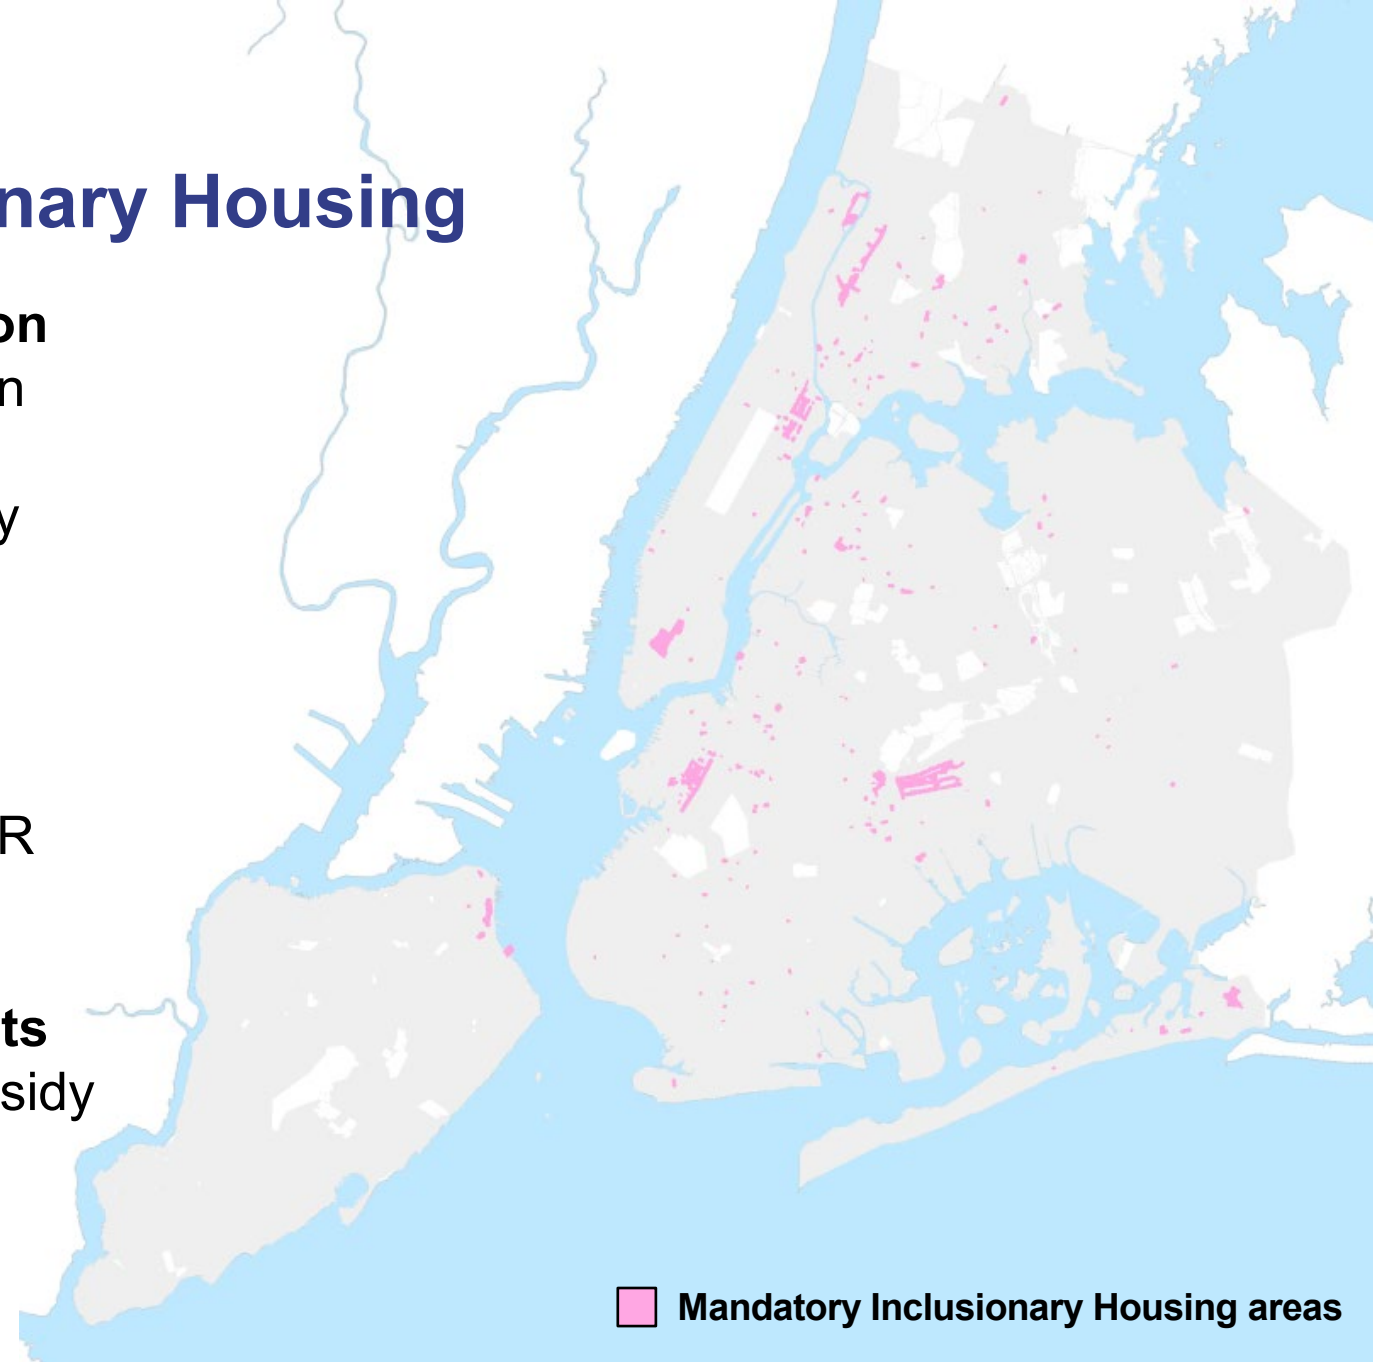 nary Housing
on
n
y
R
ts
sidy
Mandatory Inclusionary Housing areas